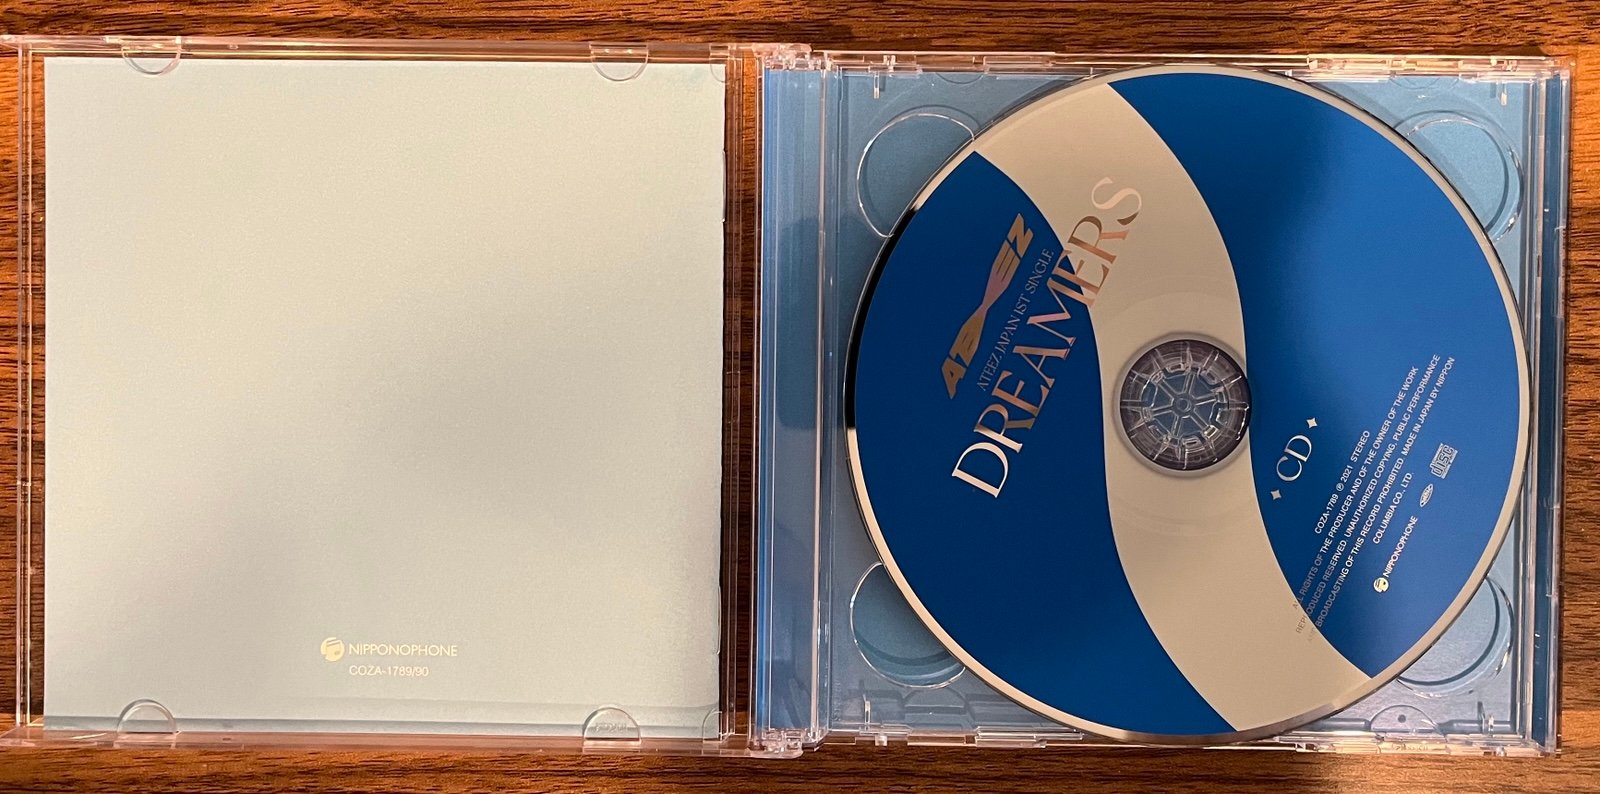 NIPPONOPHONE
COZA-1789/90
ATEEZ
ATEEZ JAPAN 1ST SINGLE
DREAMERS
CD
COZA-1789 Ⓟ 2021 STEREO
ALL RIGHTS OF THE PRODUCER AND OF THE OWNER OF THE WORK
REPRODUCED RESERVED. UNAUTHORIZED COPYING, PUBLIC PERFORMANCE
BROADCASTING OF THIS RECORD PROHIBITED. MADE IN JAPAN BY NIPPON
COLUMBIA CO., LTD.
NIPPONOPHONE
disc